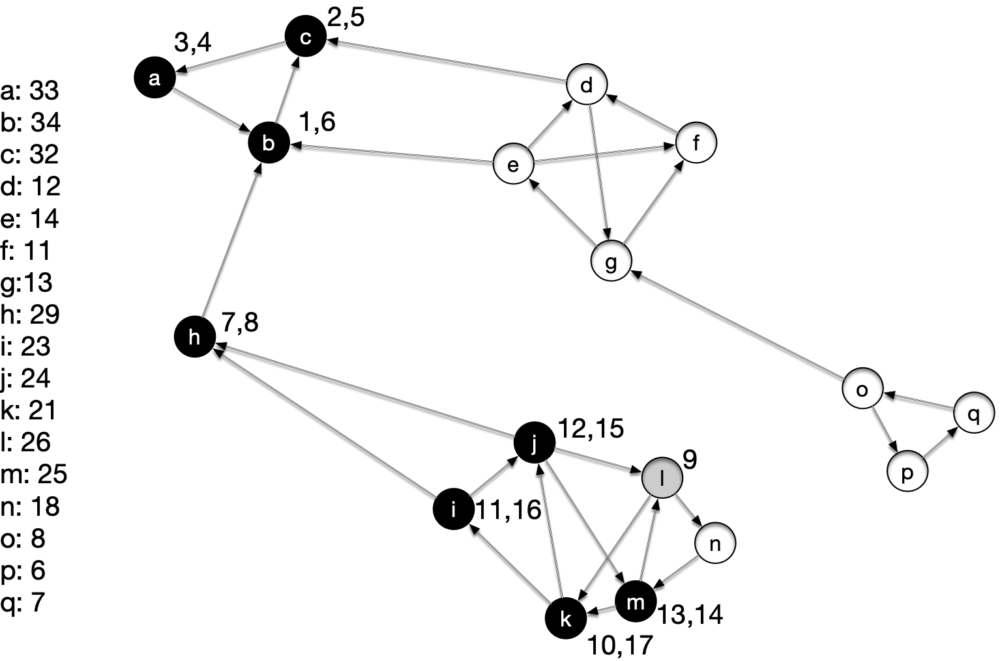 a: 33
b: 34
c: 32
d: 12
e: 14
f: 11
g:13
h: 29
i: 23
j: 24
k: 21
l: 26
m: 25
n: 18
o: 8
p: 6
q: 7
c
2,5
3,4
a
d
1,6
b
f
e
g
7,8
h
o
q
j
12,15
9
l
p
i
11,16
n
m
13,14
k
10,17